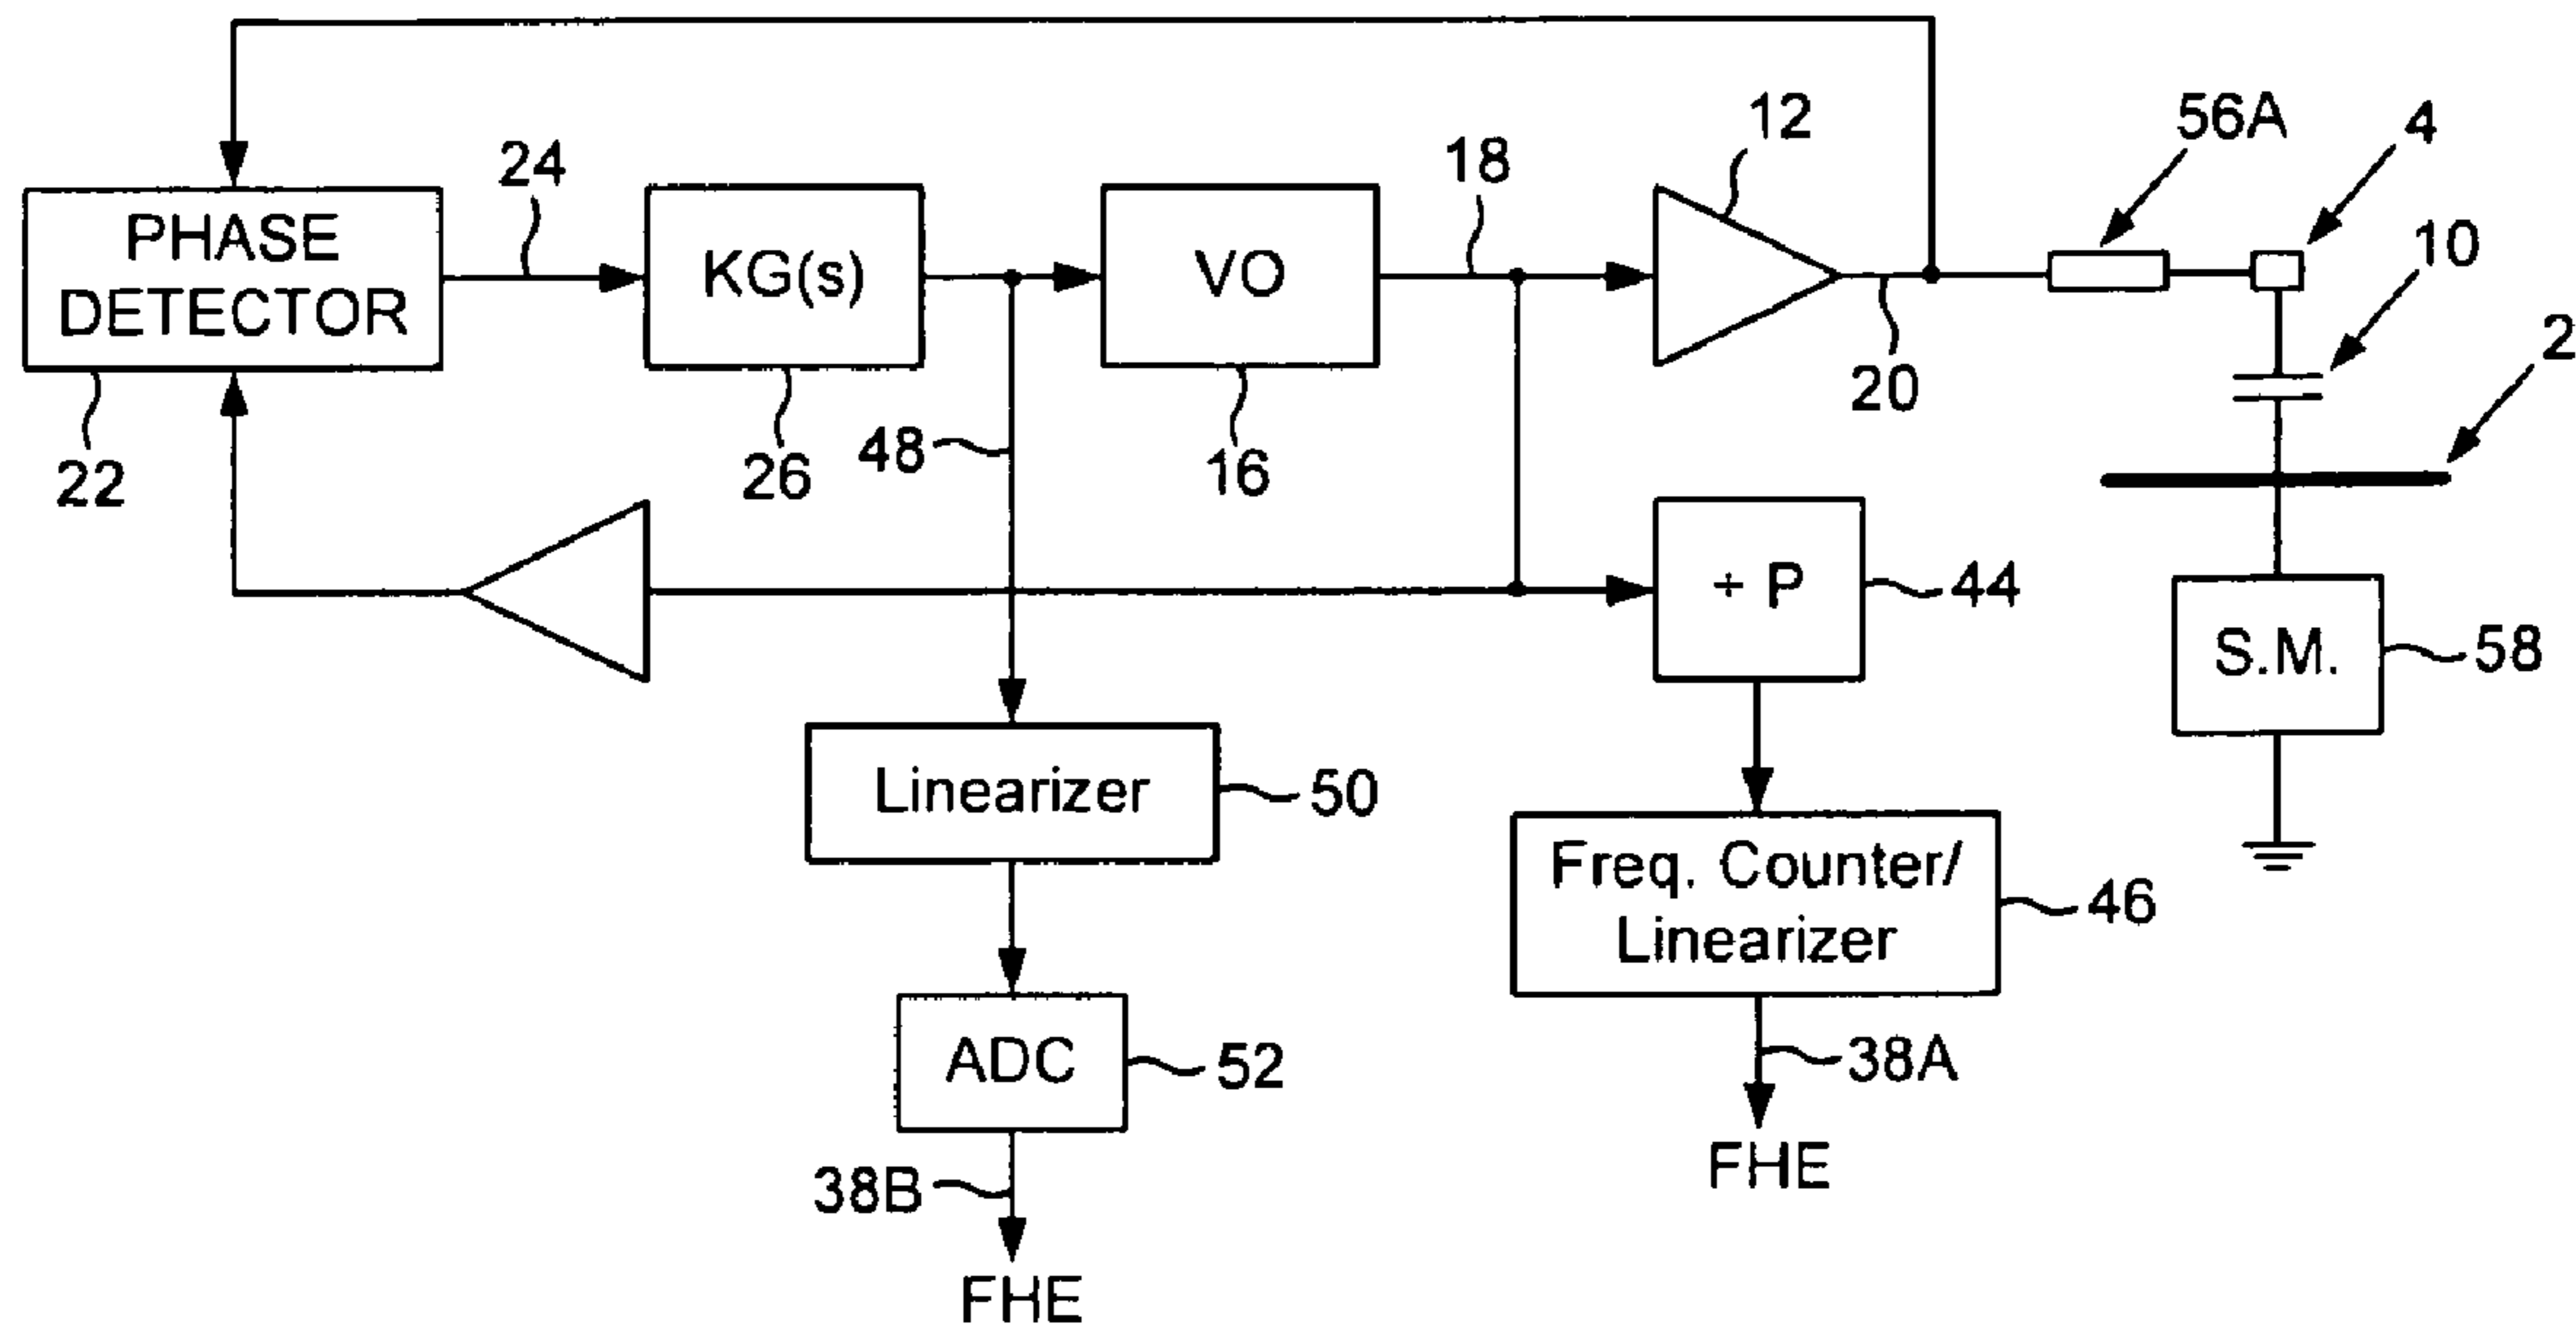 12
56A
4
24
18
10
PHASE
DETECTOR
KG(s)
VO
2
20
48
22
26
16
÷ P
44
S.M.
58
Linearizer
50
Freq. Counter/
Linearizer
46
ADC
52
38A
FHE
38B
FHE